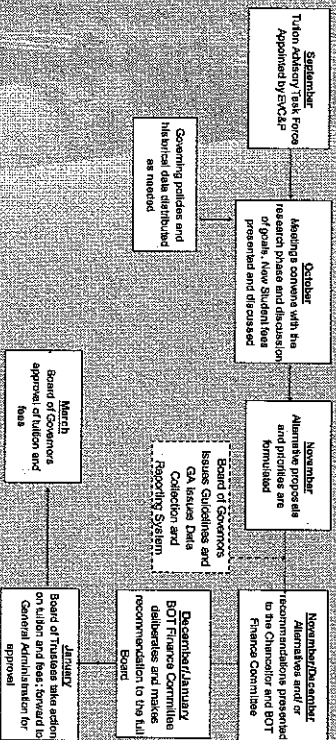 September
Tuition Advisory Task Force
Appointed by EVC&P
October
Meetings convene with the
research phase and discussion
of goals. New Student fees
presented and discussed
Governing policies and
historical data distributed
as needed
November
Alternative proposals
and priorities are
formulated
Board of Governors
Issues Guidelines and
GA Issues Data
Collection and
Reporting System
November/December
Alternatives and/ or
recommendations presented
to the Chancellor and BOT
Finance Committee
December/January
BOT Finance Committee
deliberates and makes
recommendation to the full
Board
January
Board of Trustees take action
on tuition and fees; forward to
General Administration for
approval
March
Board of Governors
approval of tuition and
fees